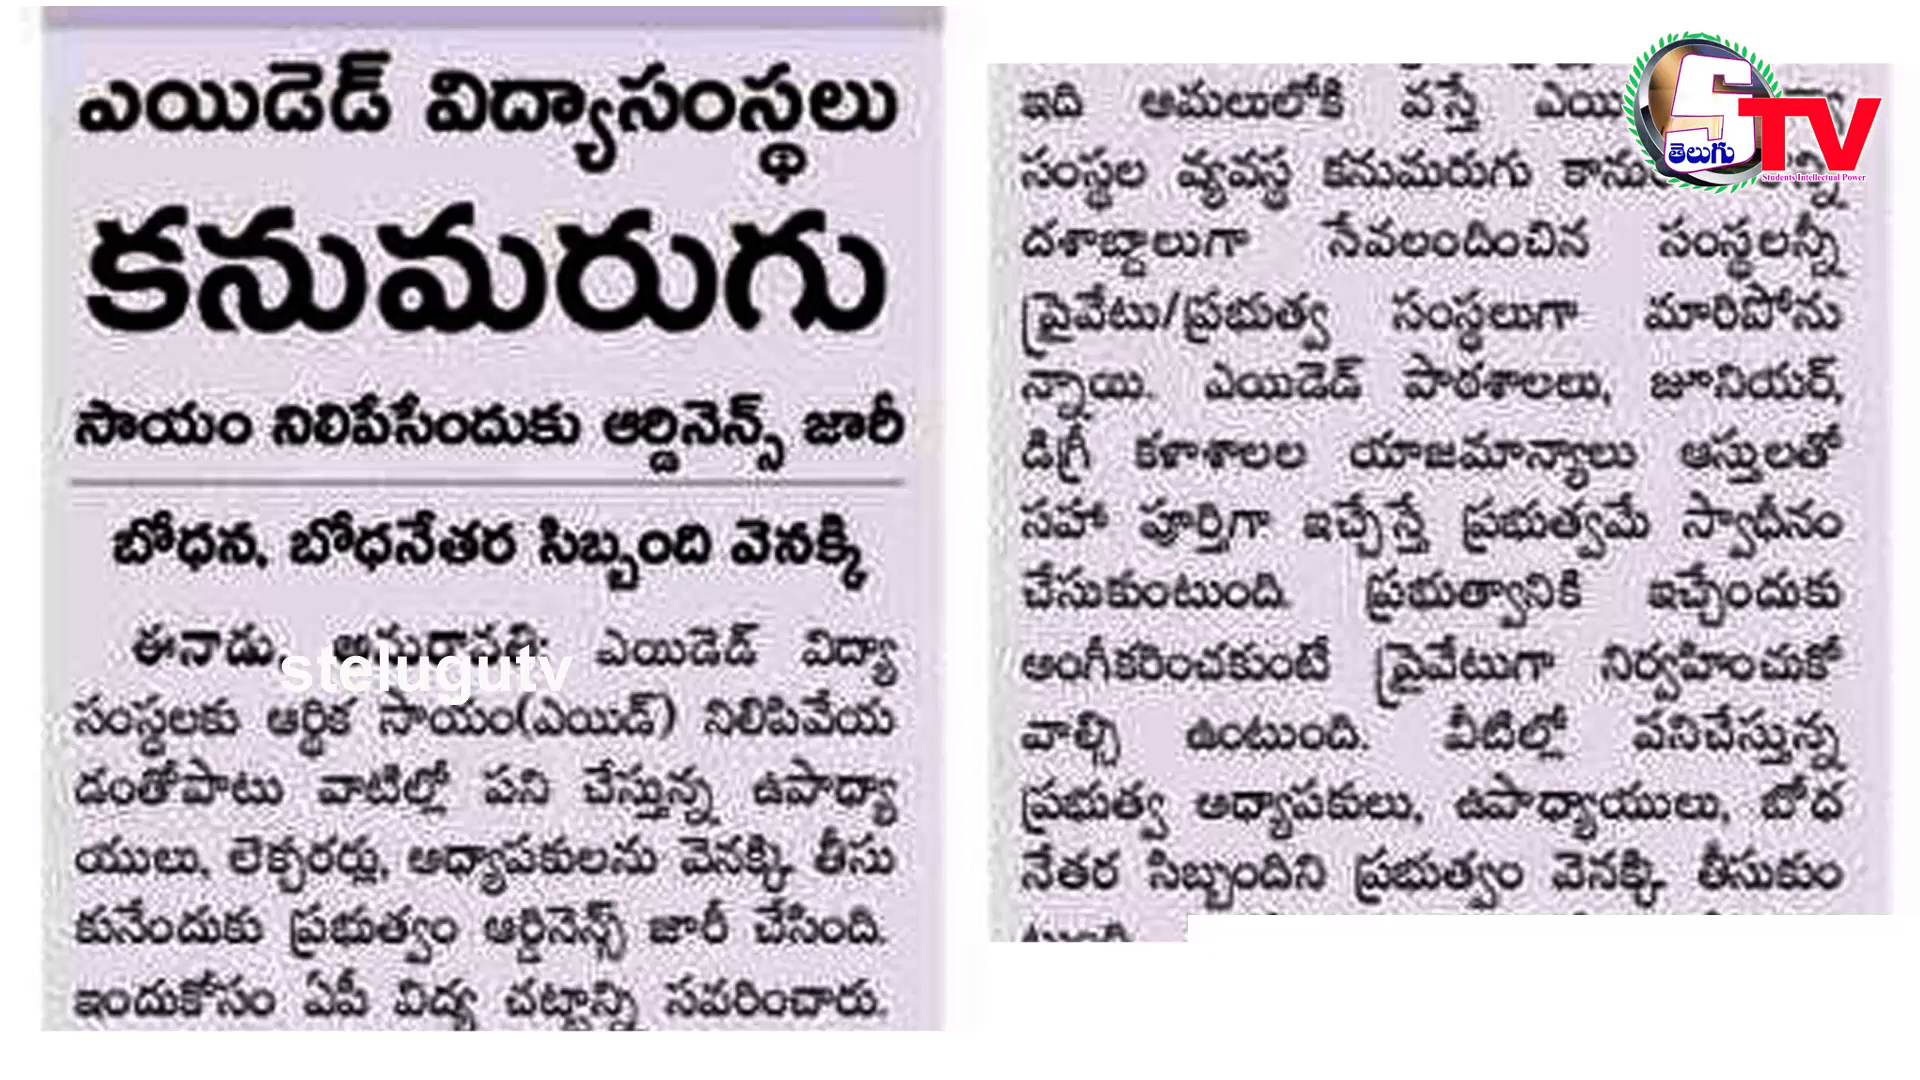 ఎయిడెడ్ విద్యాసంస్థలు
కనుమరుగు
సాయం నిలిపేసేందుకు ఆర్డినెన్స్ జారీ
బోధన, బోధనేతర సిబ్బంది వెనక్కి
ఈనాడు, అమరావతి: ఎయిడెడ్ విద్యా
stelugutv
సంస్థలకు ఆర్థిక సాయం(ఎయిడ్) నిలిపివేయ
డంతోపాటు వాటిల్లో పని చేస్తున్న ఉపాధ్యా
యులు, లెక్చరర్లు, అధ్యాపకులను వెనక్కి తీసు
కునేందుకు ప్రభుత్వం ఆర్డినెన్స్ జారీ చేసింది.
ఇందుకోసం ఏపీ విద్య చట్టాన్ని సవరించారు.
ఇది అమలులోకి వస్తే
సంస్థల వ్యవస్థ కనుమరుగు
దశాబ్దాలుగా సేవలందించిన సంస్థలన్నీ
ప్రైవేటు/ప్రభుత్వ సంస్థలుగా మారిపోను
న్నాయి. ఎయిడెడ్ పాఠశాలలు, జూనియర్,
డిగ్రీ కళాశాలల యాజమాన్యాలు ఆస్తులతో
సహా పూర్తిగా ఇచ్చేస్తే ప్రభుత్వమే స్వాధీనం
చేసుకుంటుంది. ప్రభుత్వానికి ఇచ్చేందుకు
అంగీకరించకుంటే ప్రైవేటుగా నిర్వహించుకో
వాల్సి ఉంటుంది. వీటిల్లో పనిచేస్తున్న
ప్రభుత్వ అధ్యాపకులు, ఉపాధ్యాయులు, బోధ
నేతర సిబ్బందిని ప్రభుత్వం వెనక్కి తీసుకుం
S TV
తెలుగు
Students Intellectual Power